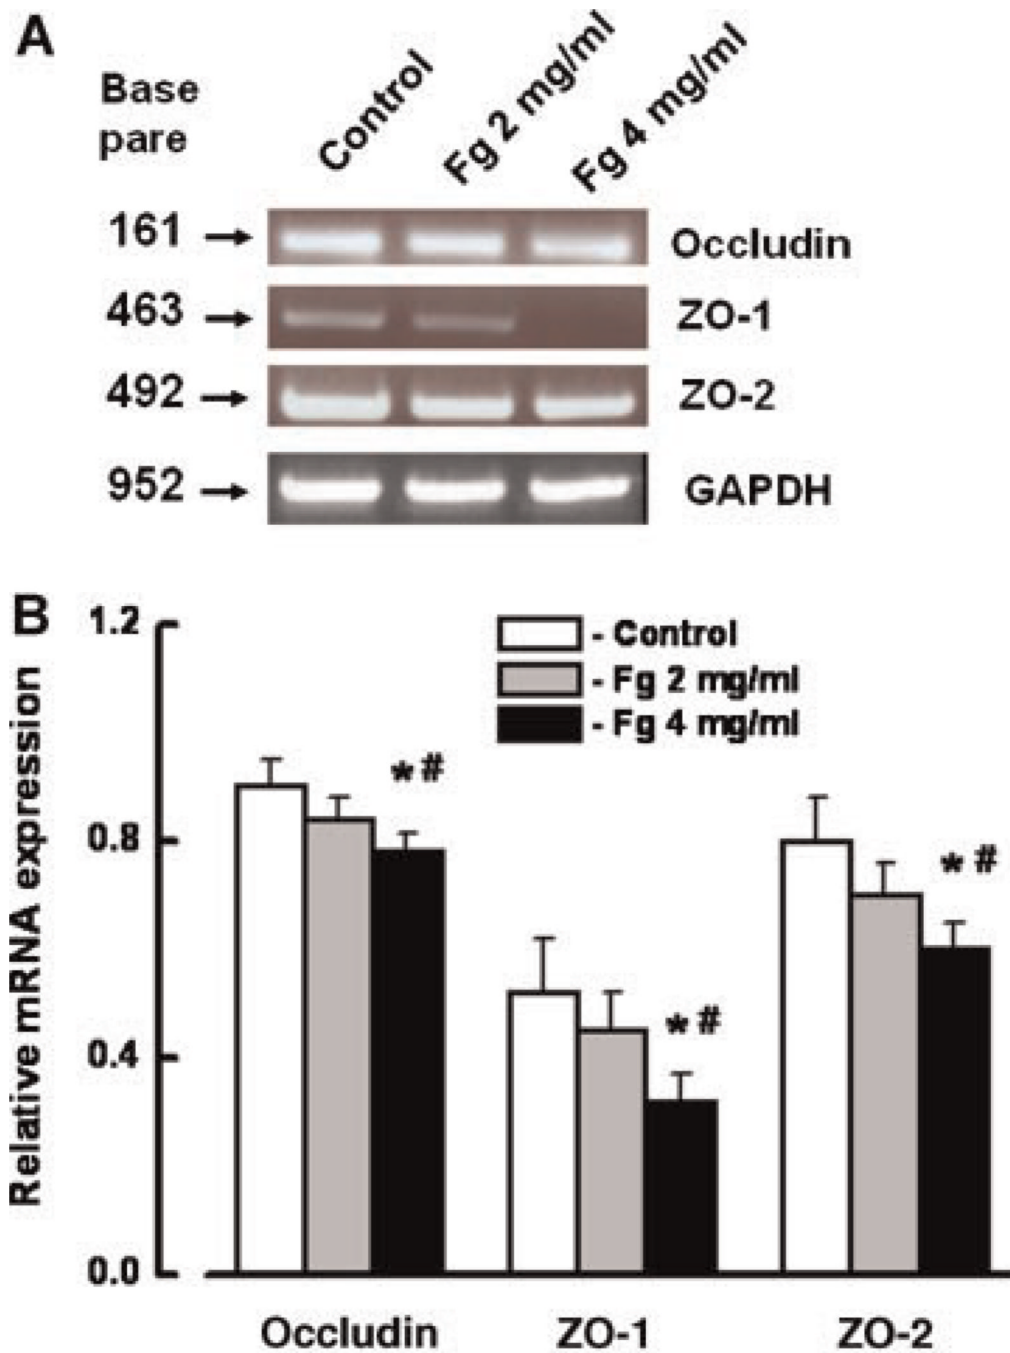 A
Base
pare
Control
Fg 2 mg/ml
Fg 4 mg/ml
161
Occludin
463
ZO-1
492
ZO-2
952
GAPDH
B
Relative mRNA expression
1.2
0.8
0.4
0.0
- Control
- Fg 2 mg/ml
- Fg 4 mg/ml
*#
*#
* #
Occludin
ZO-1
ZO-2